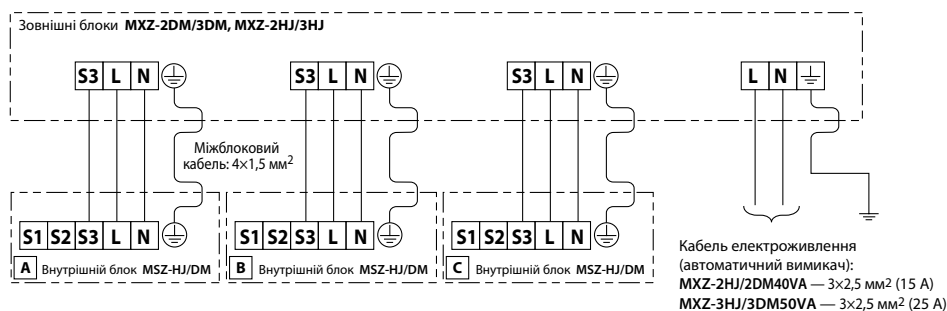 Зовнішні блоки MXZ-2DM/3DM, MXZ-2HJ/3HJ
S3 L N
S3 L N
S3 L N
L N
Міжблоковий
кабель: 4×1,5 мм²
S1 S2 S3 L N
S1 S2 S3 L N
S1 S2 S3 L N
A Внутрішній блок MSZ-HJ/DM
B Внутрішній блок MSZ-HJ/DM
C Внутрішній блок MSZ-HJ/DM
Кабель електроживлення
(автоматичний вимикач):
MXZ-2HJ/2DM40VA — 3×2,5 мм² (15 А)
MXZ-3HJ/3DM50VA — 3×2,5 мм² (25 А)